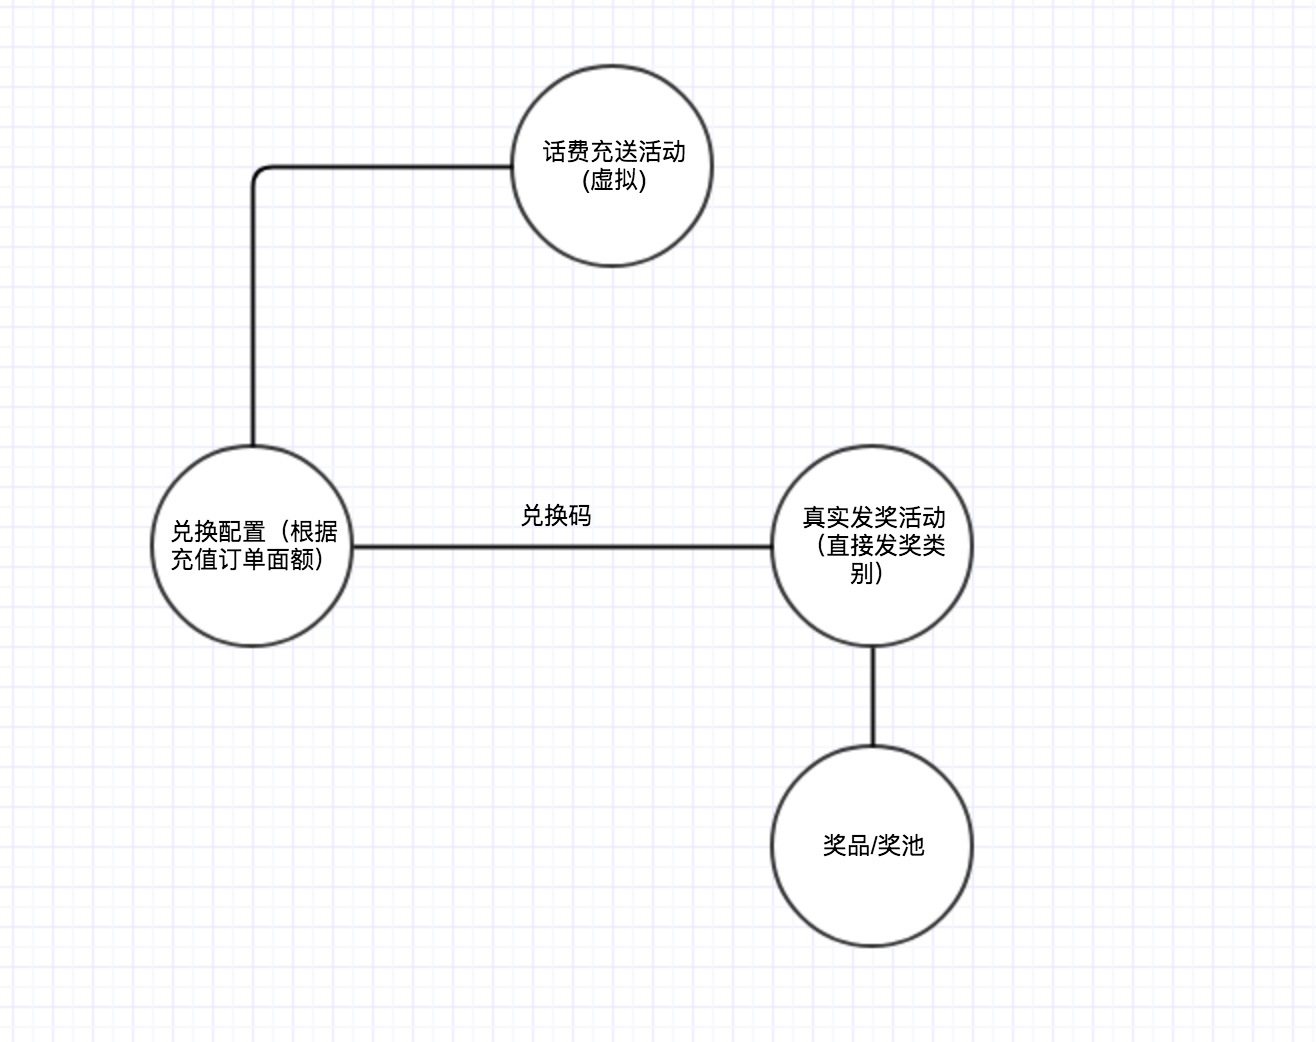 话费充送活动
(虚拟)
兑换码
兑换配置（根据
充值订单面额）
真实发奖活动
（直接发奖类
别）
奖品/奖池